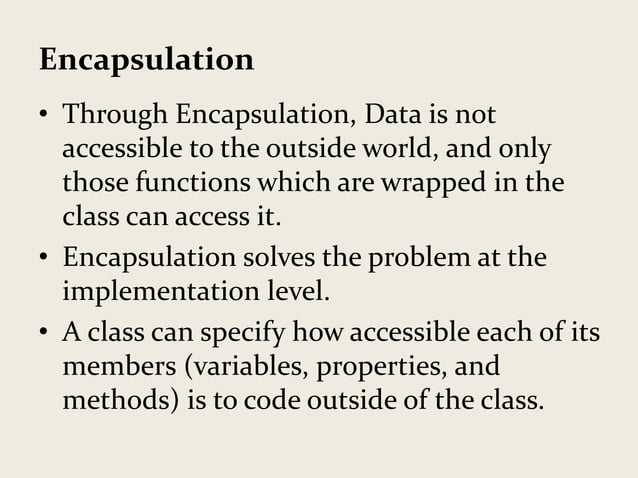 Encapsulation
• Through Encapsulation, Data is not
accessible to the outside world, and only
those functions which are wrapped in the
class can access it.
• Encapsulation solves the problem at the
implementation level.
• A class can specify how accessible each of its
members (variables, properties, and
methods) is to code outside of the class.